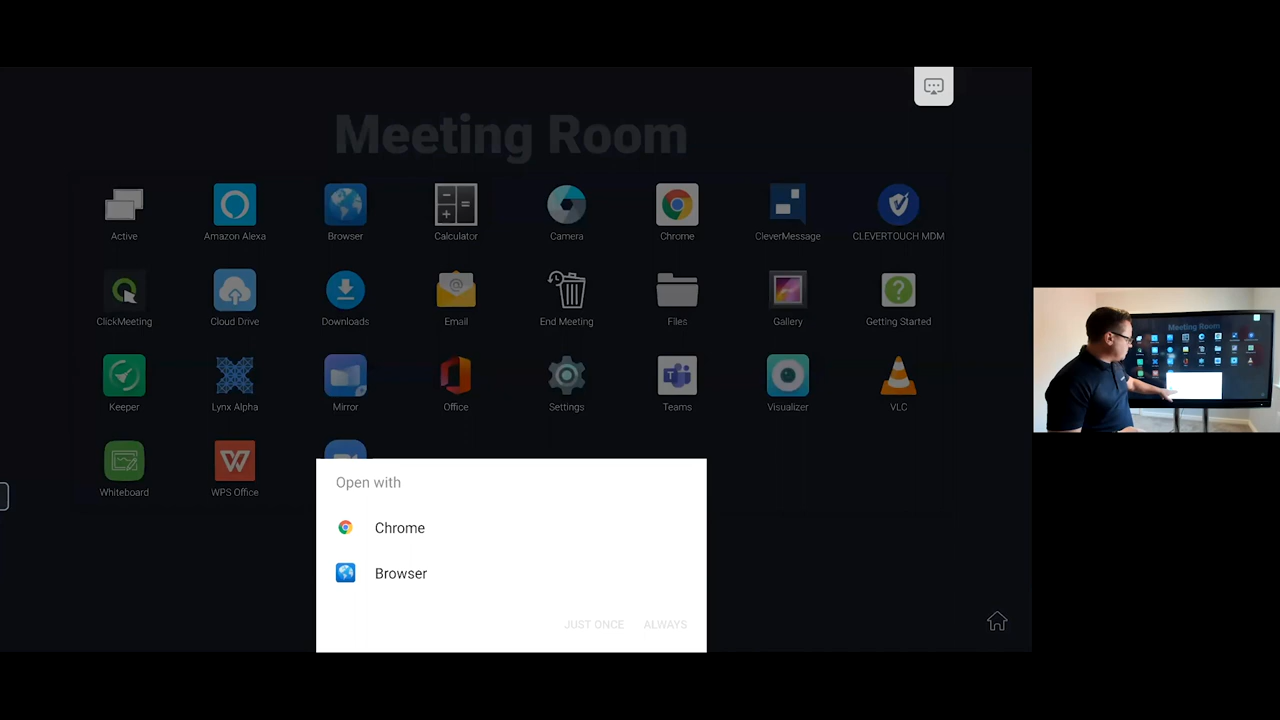 Meeting Room
Active Amazon Alexa Browser Calculator Camera Chrome CleverMessage CLEVERTOUCH MDM
ClickMeeting Cloud Drive Downloads Email End Meeting Files Gallery Getting Started
Keeper Lynx Alpha Mirror Office Settings Teams Visualizer VLC
Whiteboard WPS Office
Open with
Chrome
Browser
JUST ONCE ALWAYS
Meeting Room